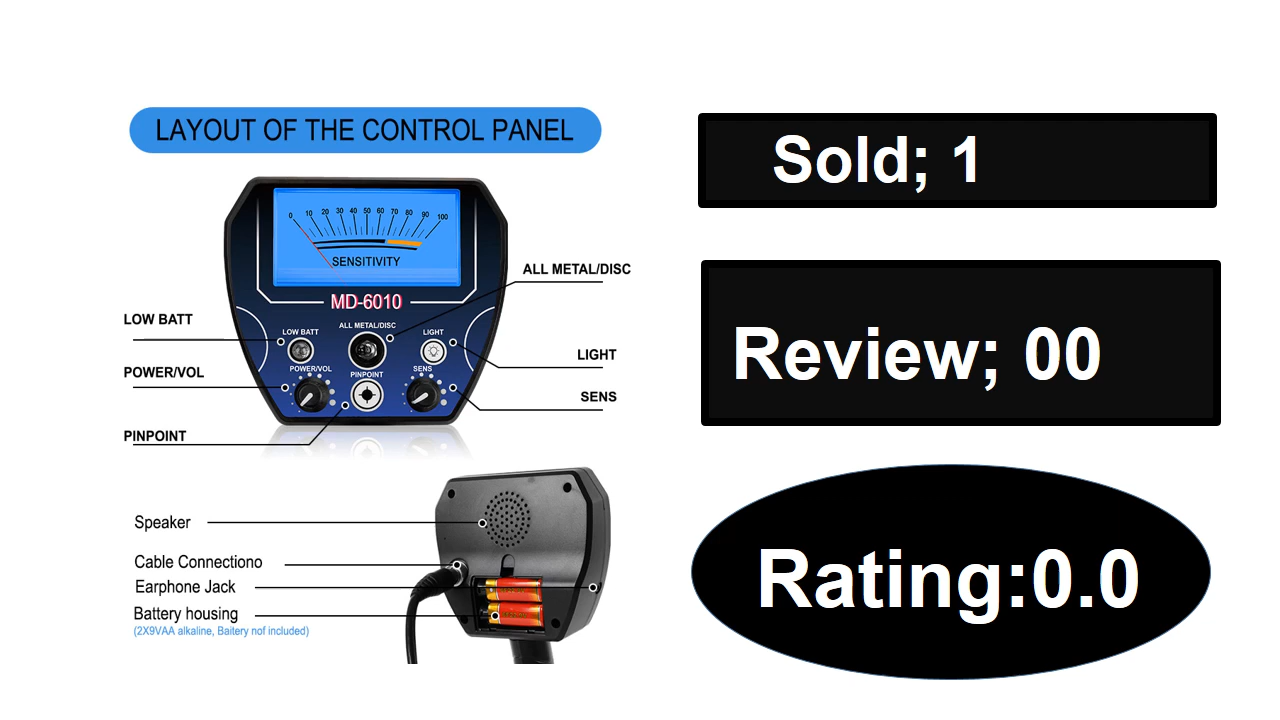 LAYOUT OF THE CONTROL PANEL
0 10 20 30 40 50 60 70 80 90 100
SENSITIVITY
MD-6010
LOW BATT
ALL METAL/DISC
LIGHT
POWER/VOL
PINPOINT
SENS
ALL METAL/DISC
LOW BATT
LIGHT
POWER/VOL
SENS
PINPOINT
Speaker
Cable Connectiono
Earphone Jack
Battery housing
(2X9VAA alkaline, Baitery nof included)
Sold; 1
Review; 00
Rating:0.0